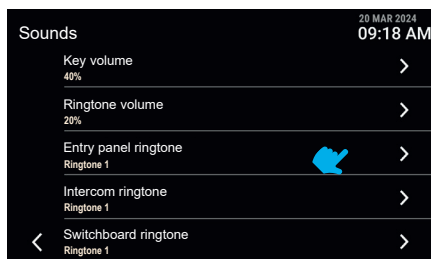 Sounds
20 MAR 2024
09:18 AM
Key volume
40%
Ringtone volume
20%
Entry panel ringtone
Ringtone 1
Intercom ringtone
Ringtone 1
Switchboard ringtone
Ringtone 1